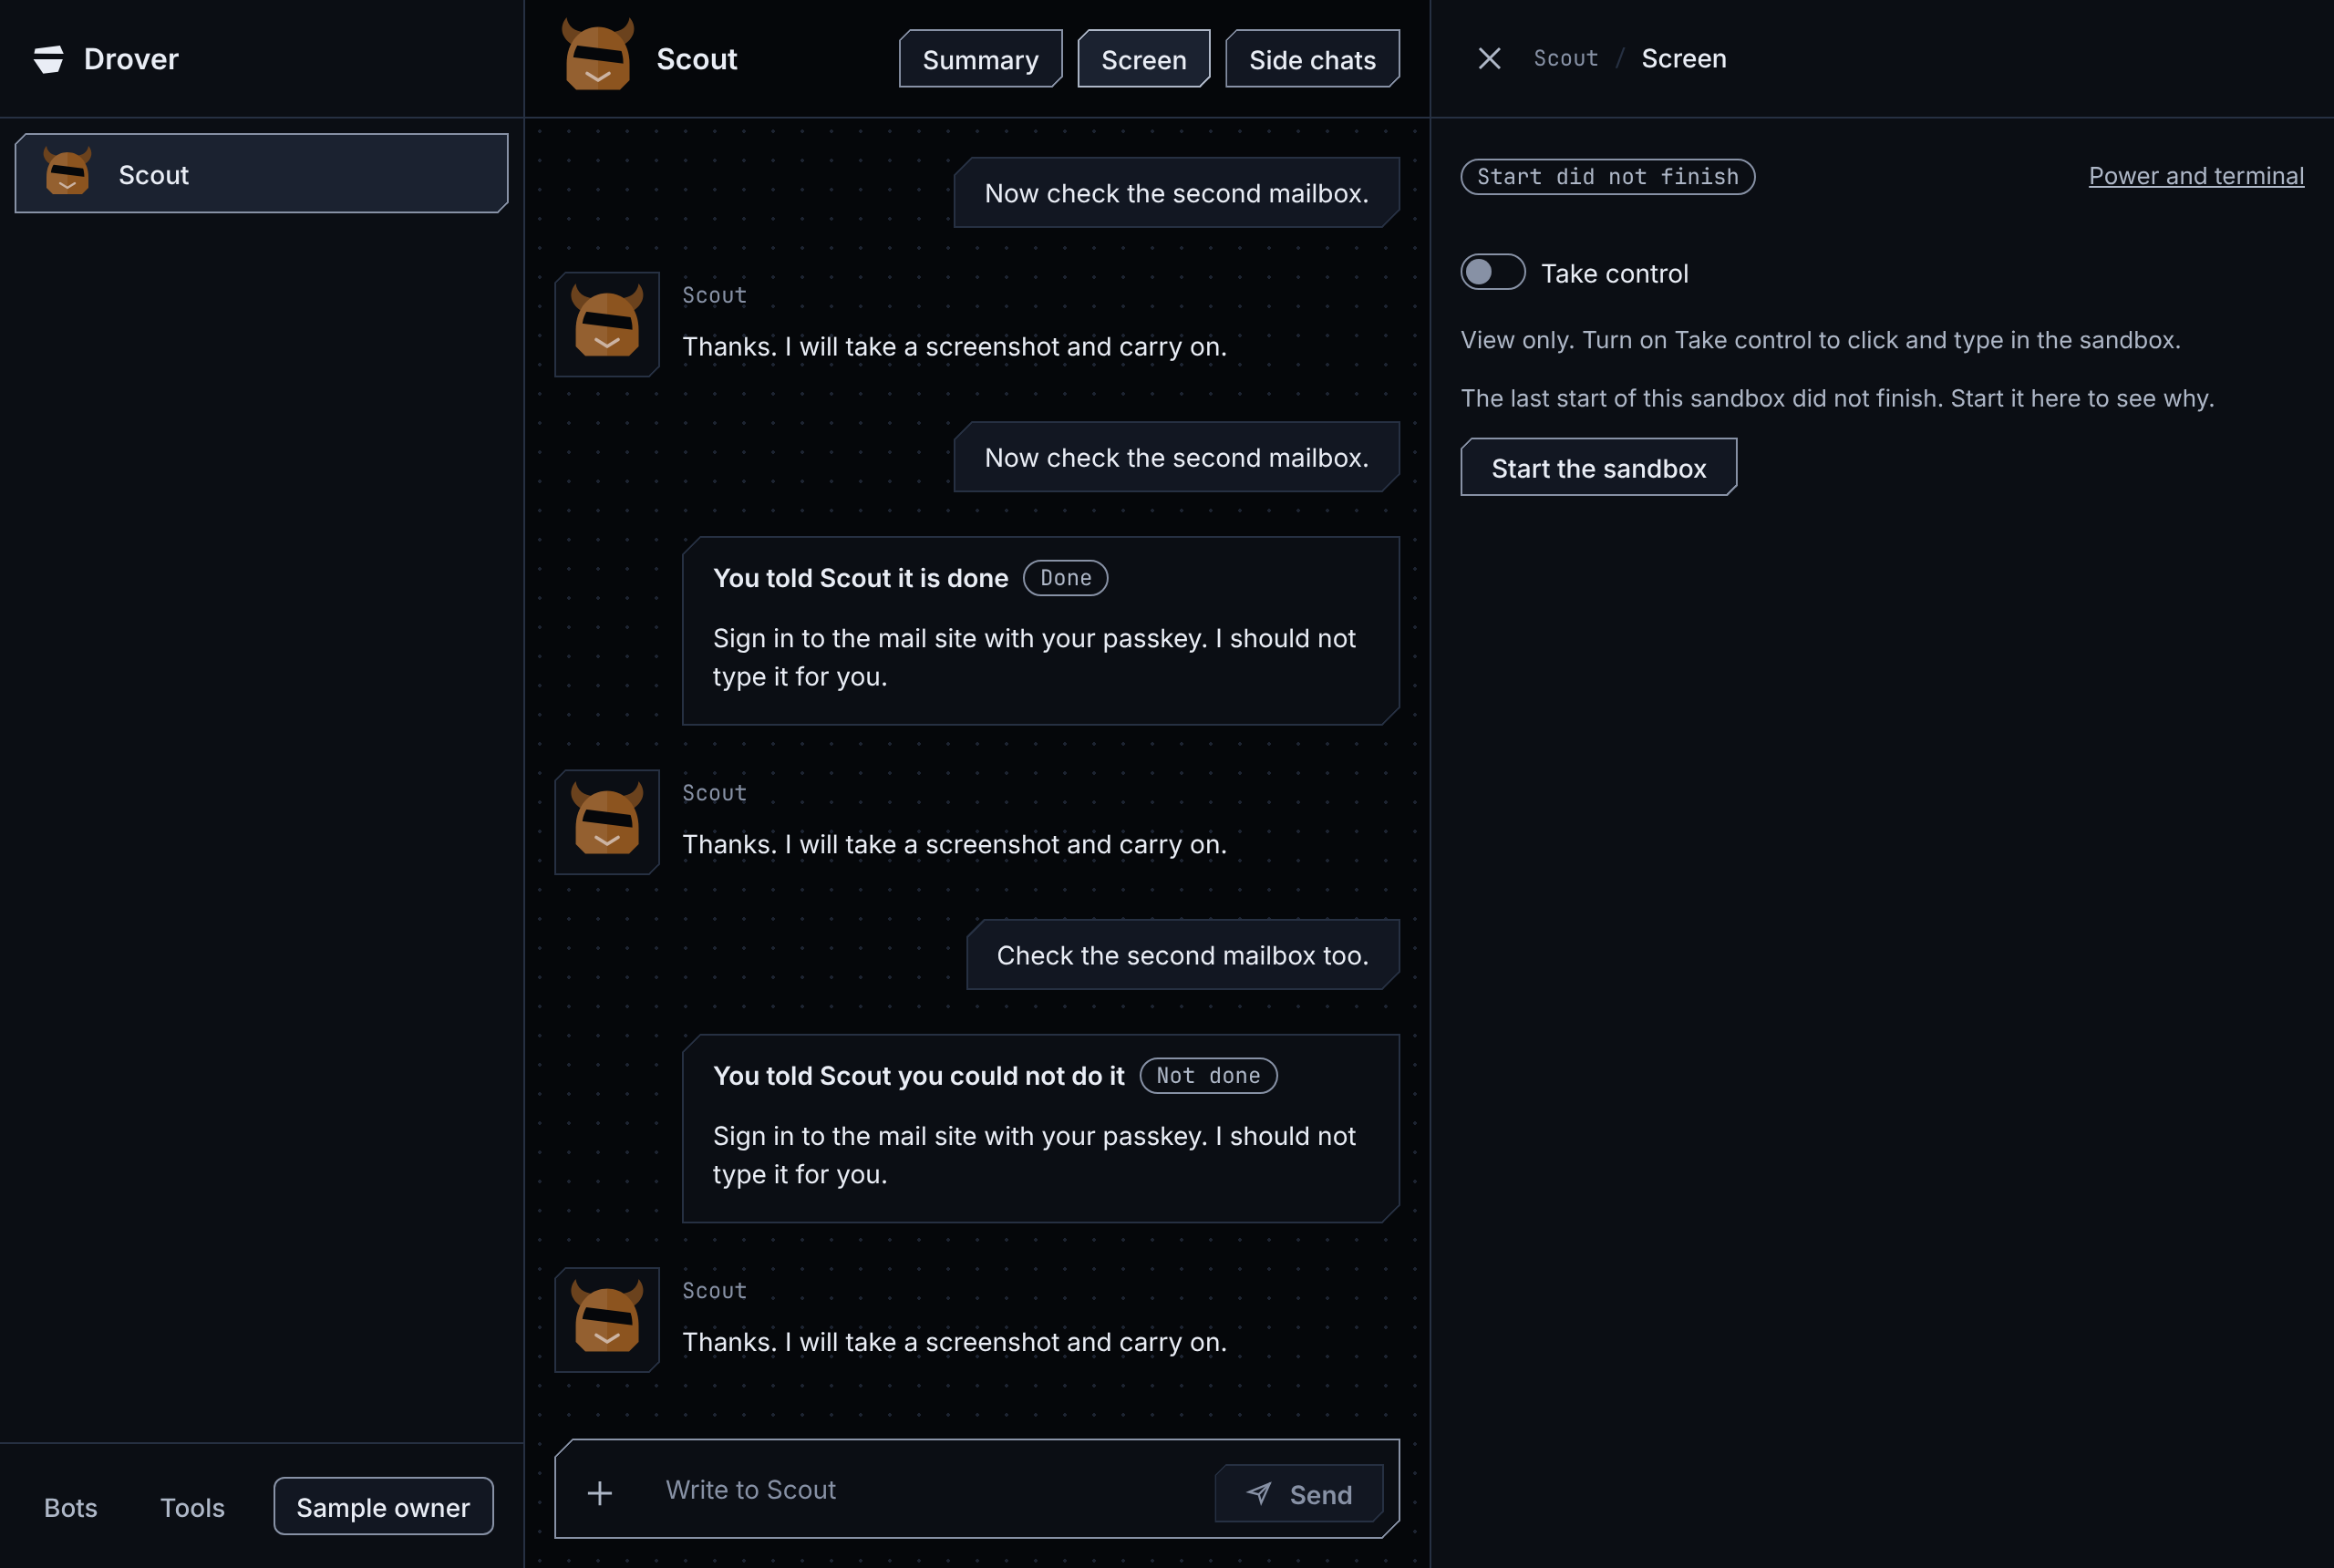 Drover
Scout
Bots
Tools
Sample owner
Scout
Summary
Screen
Side chats
Now check the second mailbox.
Scout
Thanks. I will take a screenshot and carry on.
Now check the second mailbox.
You told Scout it is done
Done
Sign in to the mail site with your passkey. I should not
type it for you.
Scout
Thanks. I will take a screenshot and carry on.
Check the second mailbox too.
You told Scout you could not do it
Not done
Sign in to the mail site with your passkey. I should not
type it for you.
Scout
Thanks. I will take a screenshot and carry on.
Write to Scout
Send
Scout / Screen
Start did not finish
Power and terminal
Take control
View only. Turn on Take control to click and type in the sandbox.
The last start of this sandbox did not finish. Start it here to see why.
Start the sandbox